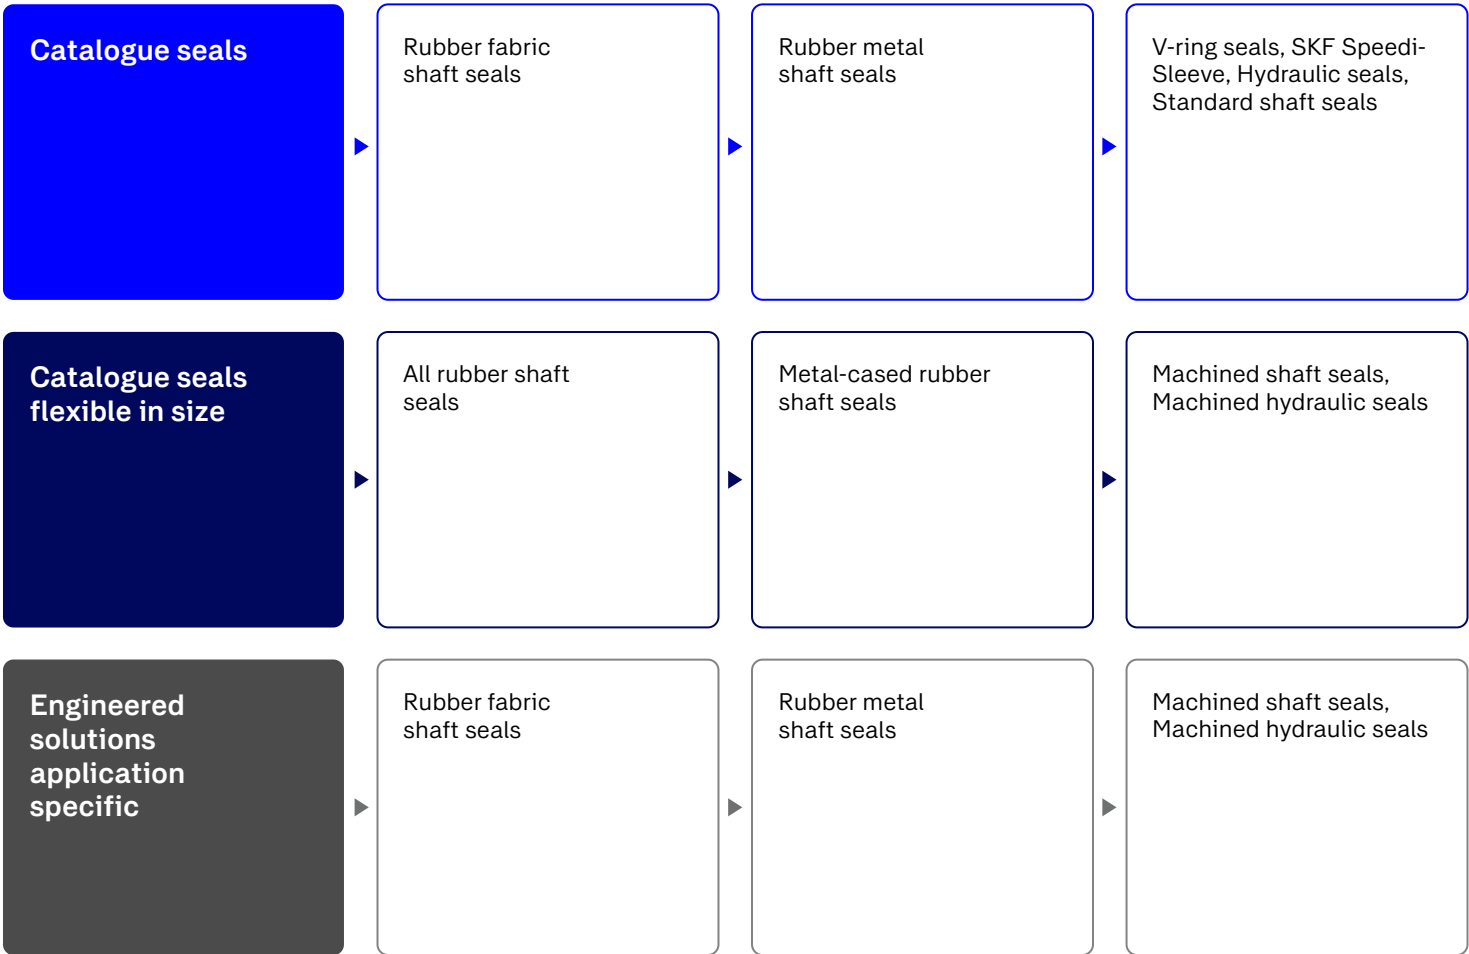 Catalogue seals
Rubber fabric
shaft seals
Rubber metal
shaft seals
V-ring seals, SKF Speedi-
Sleeve, Hydraulic seals,
Standard shaft seals
Catalogue seals
flexible in size
All rubber shaft
seals
Metal-cased rubber
shaft seals
Machined shaft seals,
Machined hydraulic seals
Engineered
solutions
application
specific
Rubber fabric
shaft seals
Rubber metal
shaft seals
Machined shaft seals,
Machined hydraulic seals